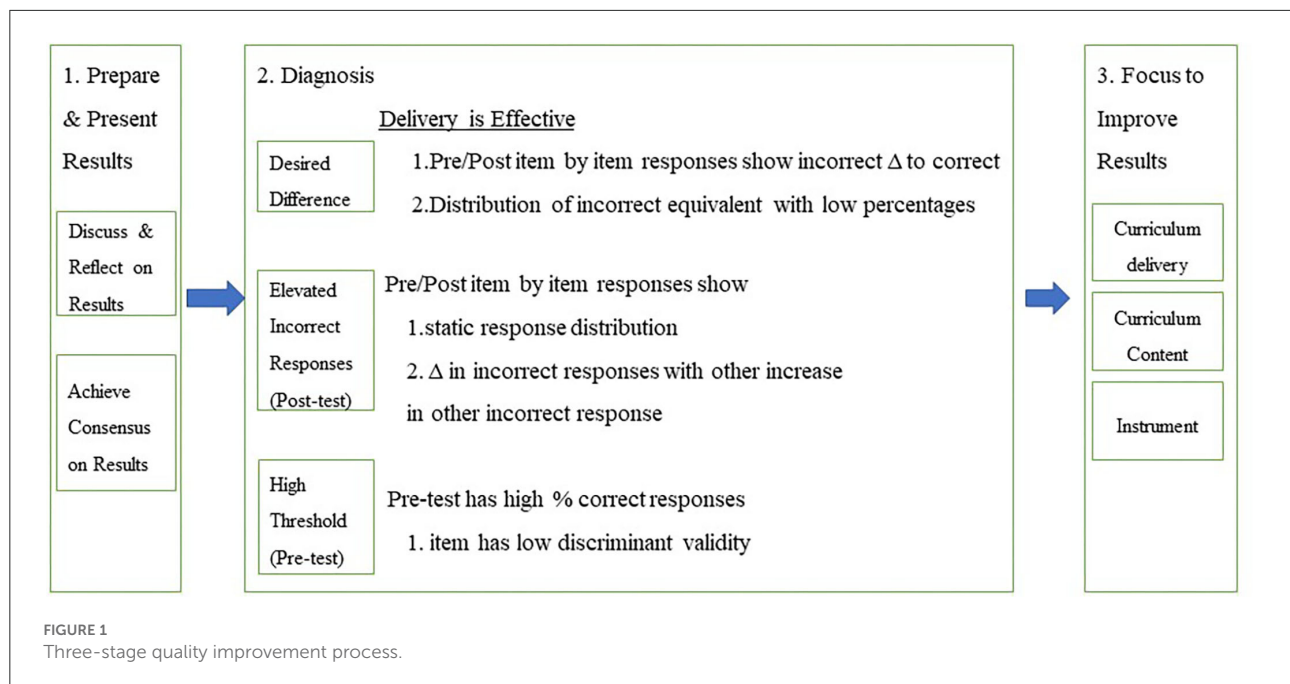 1. Prepare
& Present
Results
Discuss &
Reflect on
Results
Achieve
Consensus
on Results
2. Diagnosis
Delivery is Effective
Desired
Difference
1.Pre/Post item by item responses show incorrect Δ to correct
2.Distribution of incorrect equivalent with low percentages
Elevated
Incorrect
Responses
(Post-test)
Pre/Post item by item responses show
1.static response distribution
2. Δ in incorrect responses with other increase
in other incorrect response
High
Threshold
(Pre-test)
Pre-test has high % correct responses
1. item has low discriminant validity
3. Focus to
Improve
Results
Curriculum
delivery
Curriculum
Content
Instrument
FIGURE 1
Three-stage quality improvement process.